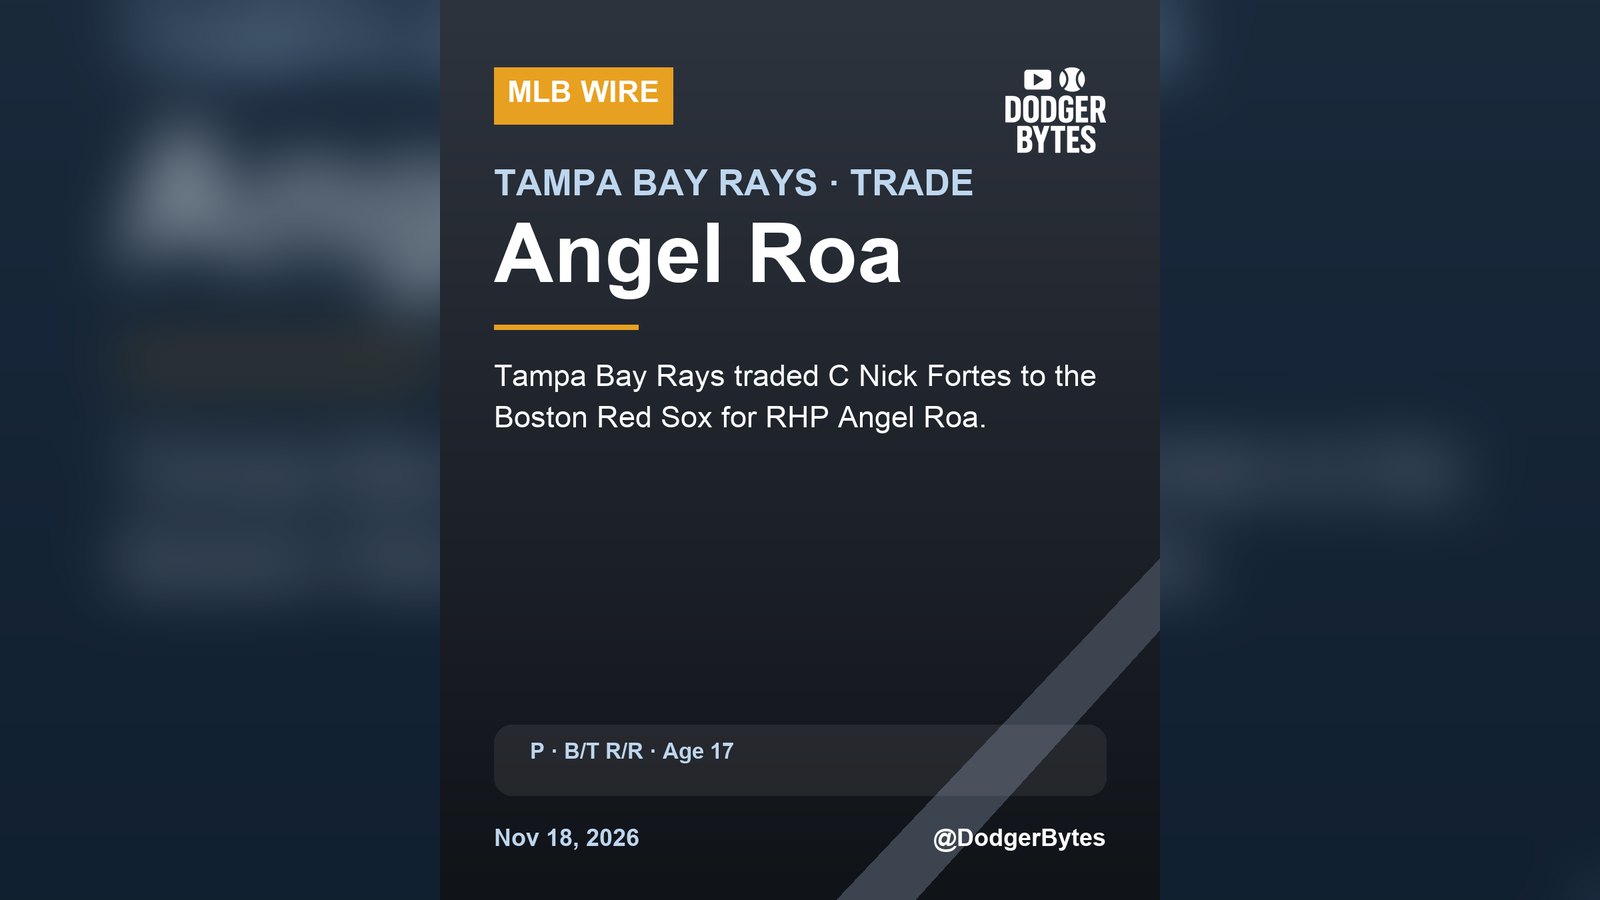 MLB WIRE
DODGER
BYTES
TAMPA BAY RAYS · TRADE
Angel Roa
Tampa Bay Rays traded C Nick Fortes to the
Boston Red Sox for RHP Angel Roa.
P · B/T R/R · Age 17
Nov 18, 2026
@DodgerBytes